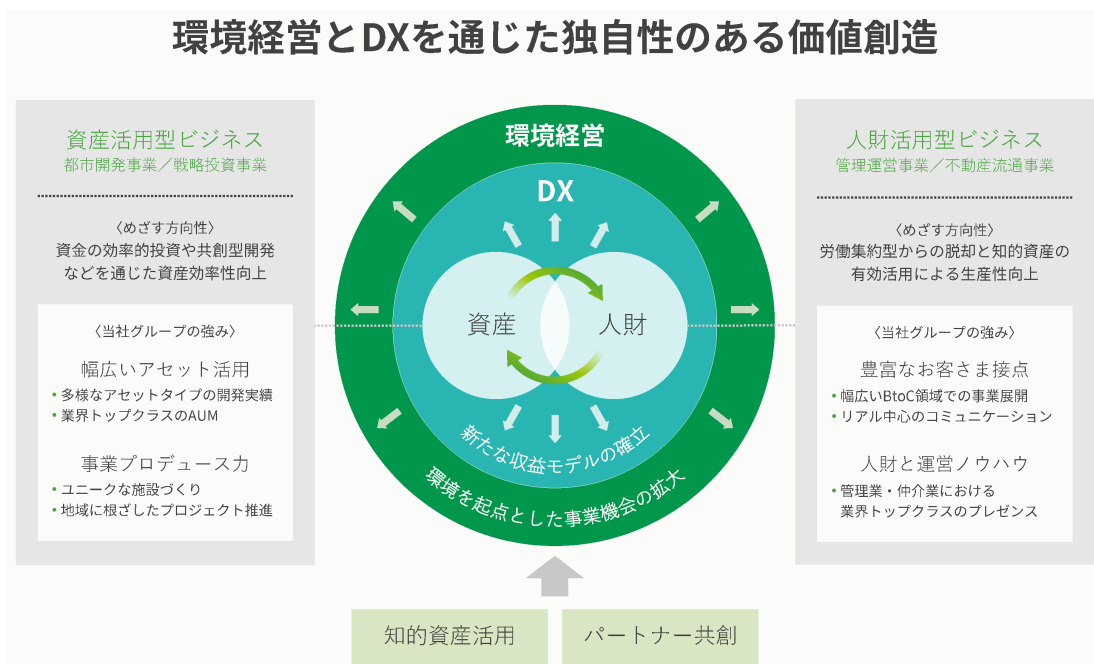 環境経営とDXを通じた独自性のある価値創造
資産活用型ビジネス
都市開発事業／戦略投資事業
〈めざす方向性〉
資金の効率的投資や共創型開発
などを通じた資産効率性向上
〈当社グループの強み〉
幅広いアセット活用
•多様なアセットタイプの開発実績
•業界トップクラスのAUM
事業プロデュース力
•ユニークな施設づくり
•地域に根ざしたプロジェクト推進
環境経営
DX
資産
人財
新たな収益モデルの確立
環境を起点とした事業機会の拡大
人財活用型ビジネス
管理運営事業／不動産流通事業
〈めざす方向性〉
労働集約型からの脱却と知的資産の
有効活用による生産性向上
〈当社グループの強み〉
豊富なお客さま接点
•幅広いBtoC領域での事業展開
•リアル中心のコミュニケーション
人財と運営ノウハウ
•管理業・仲介業における
業界トップクラスのプレゼンス
知的資産活用
パートナー共創